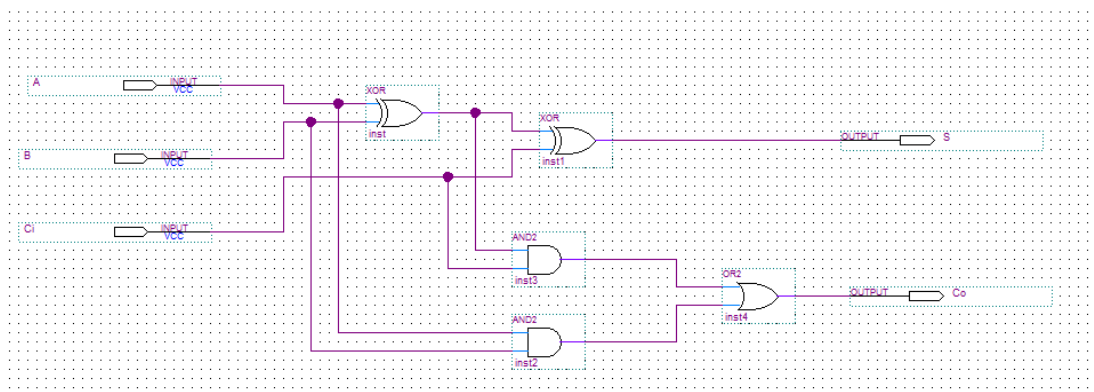 A
INPUT
VCC
XOR
inst
XOR
inst1
OUTPUT
S
B
INPUT
VCC
Ci
INPUT
VCC
AND2
inst3
OR2
inst4
OUTPUT
Co
AND2
inst2